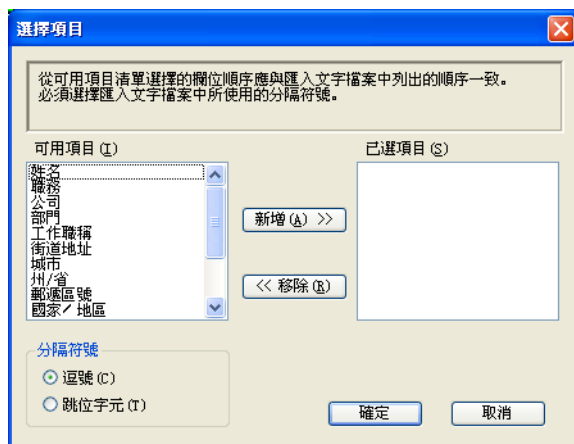 選擇項目
從可用項目清單選擇的欄位順序應與匯入文字檔案中列出的順序一致。
必須選擇匯入文字檔案中所使用的分隔符號。
可用項目(I)
已選項目(S)
姓名
職務
公司
部門
工作職稱
街道地址
城市
州/省
郵遞區號
國家/地區
新增(A) >>
<< 移除(R)
分隔符號
逗號(C)
跳位字元(T)
確定
取消